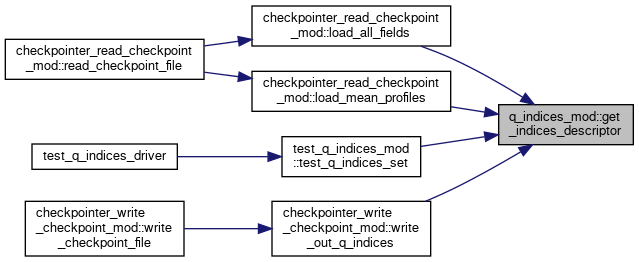 checkpointer_read_checkpoint
_mod::read_checkpoint_file
checkpointer_read_checkpoint
_mod::load_all_fields
checkpointer_read_checkpoint
_mod::load_mean_profiles
q_indices_mod::get
_indices_descriptor
test_q_indices_driver
test_q_indices_mod
::test_q_indices_set
checkpointer_write
_checkpoint_mod::write
_checkpoint_file
checkpointer_write
_checkpoint_mod::write
_out_q_indices